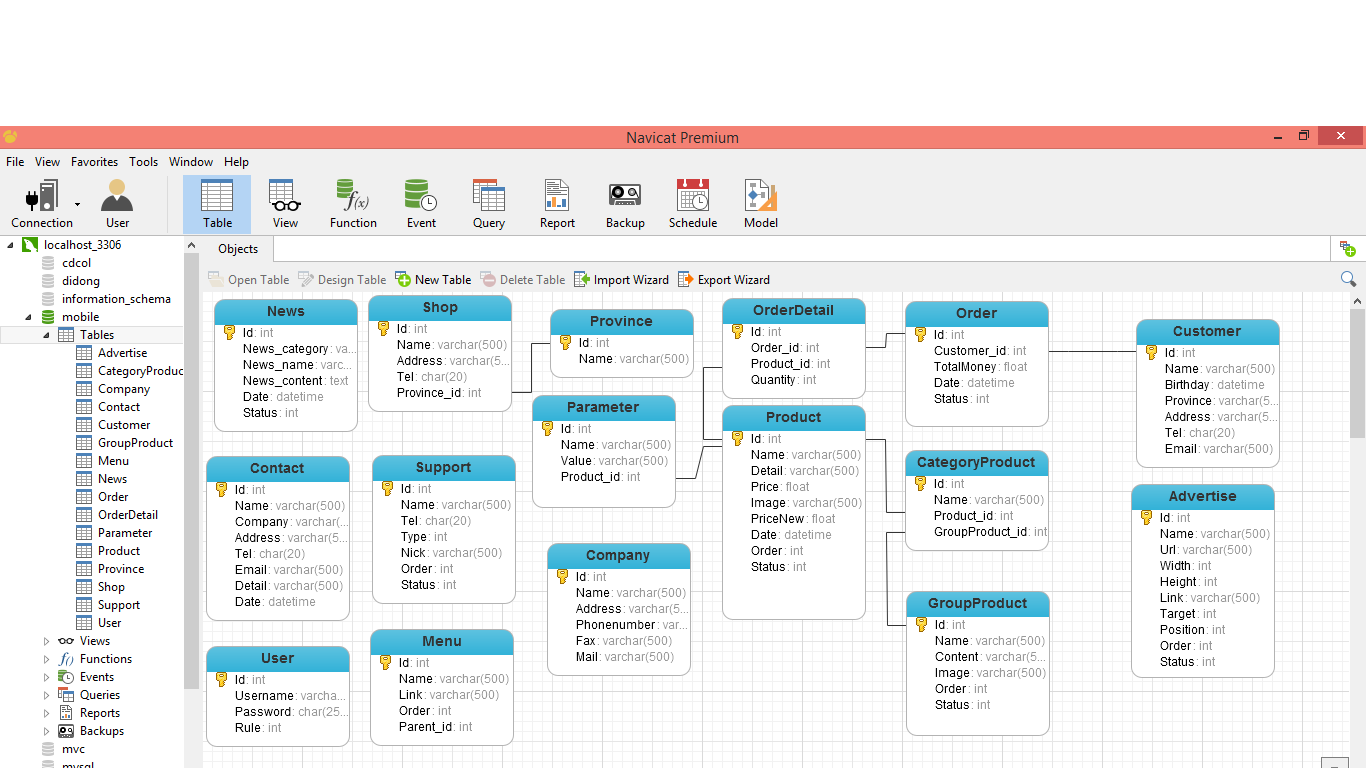 Navicat Premium
File View Favorites Tools Window Help
Connection User Table View Function Event Query Report Backup Schedule Model
f(x)
localhost_3306
cdcol
didong
information_schema
mobile
Tables
Advertise
CategoryProduc
Company
Contact
Customer
GroupProduct
Menu
News
Order
OrderDetail
Parameter
Product
Province
Shop
Support
User
Views
f() Functions
Events
Queries
Reports
Backups
mvc
mysql
Objects
Open Table Design Table New Table Delete Table Import Wizard Export Wizard
News
Id: int
News_category: va...
News_name: varc...
News_content: text
Date: datetime
Status: int
Shop
Id: int
Name: varchar(500)
Address: varchar(5...
Tel: char(20)
Province_id: int
Province
Id: int
Name: varchar(500)
OrderDetail
Id: int
Order_id: int
Product_id: int
Quantity: int
Order
Id: int
Customer_id: int
TotalMoney: float
Date: datetime
Status: int
Customer
Id: int
Name: varchar(500)
Birthday: datetime
Province: varchar(5...
Address: varchar(5...
Tel: char(20)
Email: varchar(500)
Parameter
Id: int
Name: varchar(500)
Value: varchar(500)
Product_id: int
Product
Id: int
Name: varchar(500)
Detail: varchar(500)
Price: float
Image: varchar(500)
PriceNew: float
Date: datetime
Order: int
Status: int
CategoryProduct
Id: int
Name: varchar(500)
Product_id: int
GroupProduct_id: int
Contact
Id: int
Name: varchar(500)
Company: varchar(...
Address: varchar(5...
Tel: char(20)
Email: varchar(500)
Detail: varchar(500)
Date: datetime
Support
Id: int
Name: varchar(500)
Tel: char(20)
Type: int
Nick: varchar(500)
Order: int
Status: int
Company
Id: int
Name: varchar(500)
Address: varchar(5...
Phonenumber: var...
Fax: varchar(500)
Mail: varchar(500)
Advertise
Id: int
Name: varchar(500)
Url: varchar(500)
Width: int
Height: int
Link: varchar(500)
Target: int
Position: int
Order: int
Status: int
GroupProduct
Id: int
Name: varchar(500)
Content: varchar(5...
Image: varchar(500)
Order: int
Status: int
User
Id: int
Username: varcha...
Password: char(25...
Rule: int
Menu
Id: int
Name: varchar(500)
Link: varchar(500)
Order: int
Parent_id: int